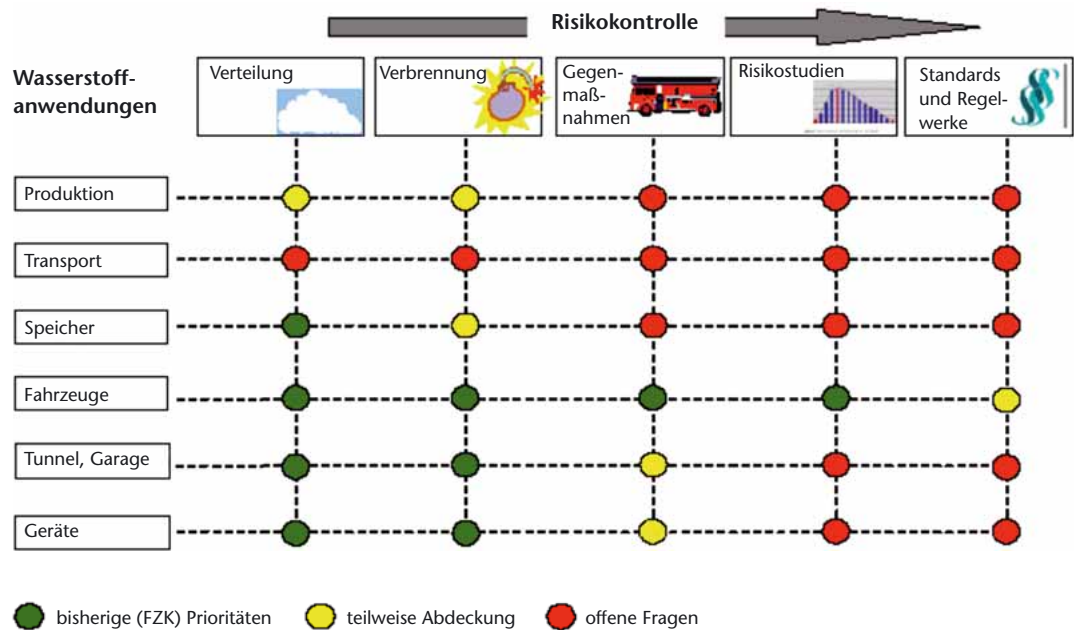 Risikokontrolle
Wasserstoff-
anwendungen
Verteilung
Verbrennung
Gegen-
maß-
nahmen
Risikostudien
Standards
und Regel-
werke
Produktion
Transport
Speicher
Fahrzeuge
Tunnel, Garage
Geräte
bisherige (FZK) Prioritäten
teilweise Abdeckung
offene Fragen